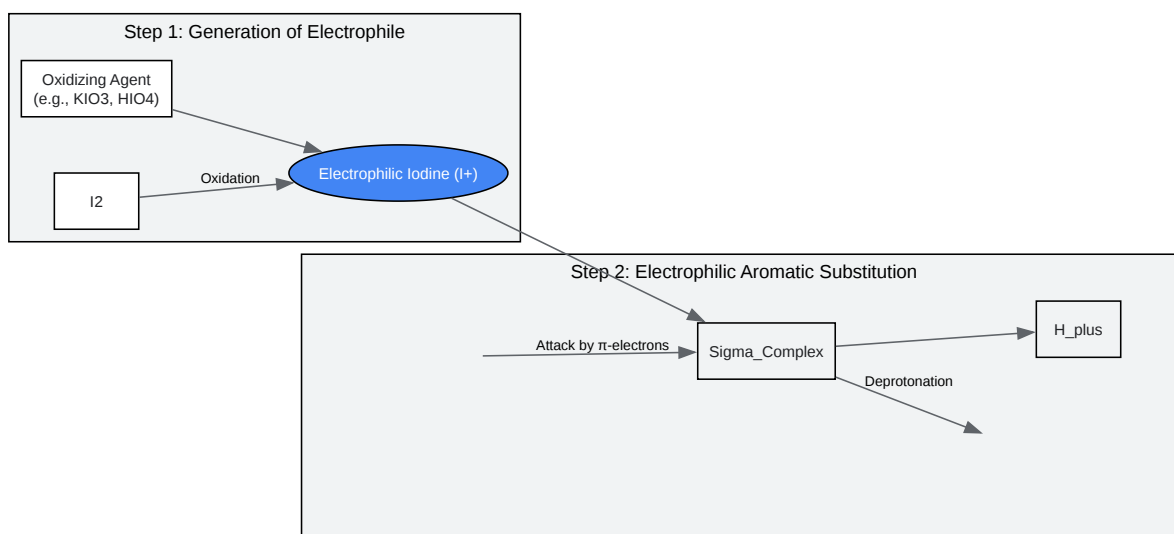 Step 1: Generation of Electrophile
Oxidizing Agent
(e.g., KIO3, HIO4)
Oxidation
I2
Electrophilic Iodine (I+)
Step 2: Electrophilic Aromatic Substitution
Attack by π-electrons
Sigma_Complex
H_plus
Deprotonation